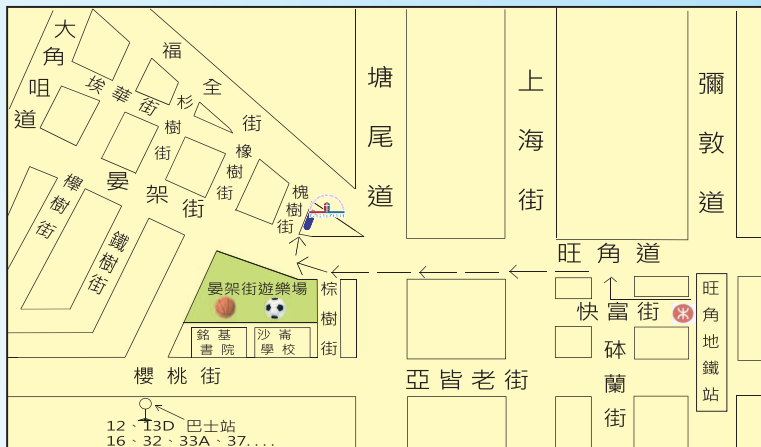 大角咀道
福全街
埃華街
杉樹街
橡樹街
槐樹街
晏架街
櫸樹街
鐵樹街
塘尾道
上海街
彌敦道
旺角道
晏架街遊樂場
棕樹街
銘基書院
沙崙學校
快富街
旺角地鐵站
砵蘭街
櫻桃街
亞皆老街
12、13D 巴士站
16、32、33A、37....